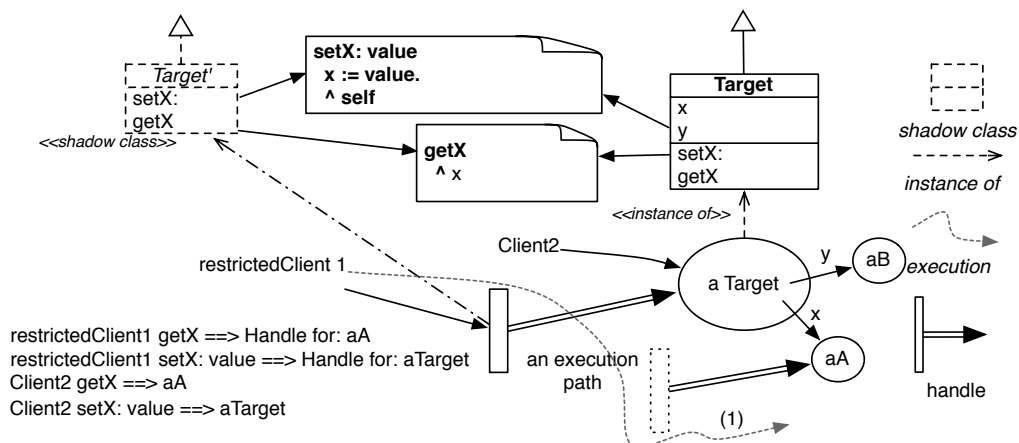 Target'
setX:
getX
<<shadow class>>
setX: value
x := value.
^ self
getX
^ x
Target
x
y
setX:
getX
<<instance of>>
shadow class
instance of
execution
handle
Client2
restrictedClient 1
a Target
y
aB
x
aA
an execution
path
(1)
restrictedClient1 getX ==> Handle for: aA
restrictedClient1 setX: value ==> Handle for: aTarget
Client2 getX ==> aA
Client2 setX: value ==> aTarget